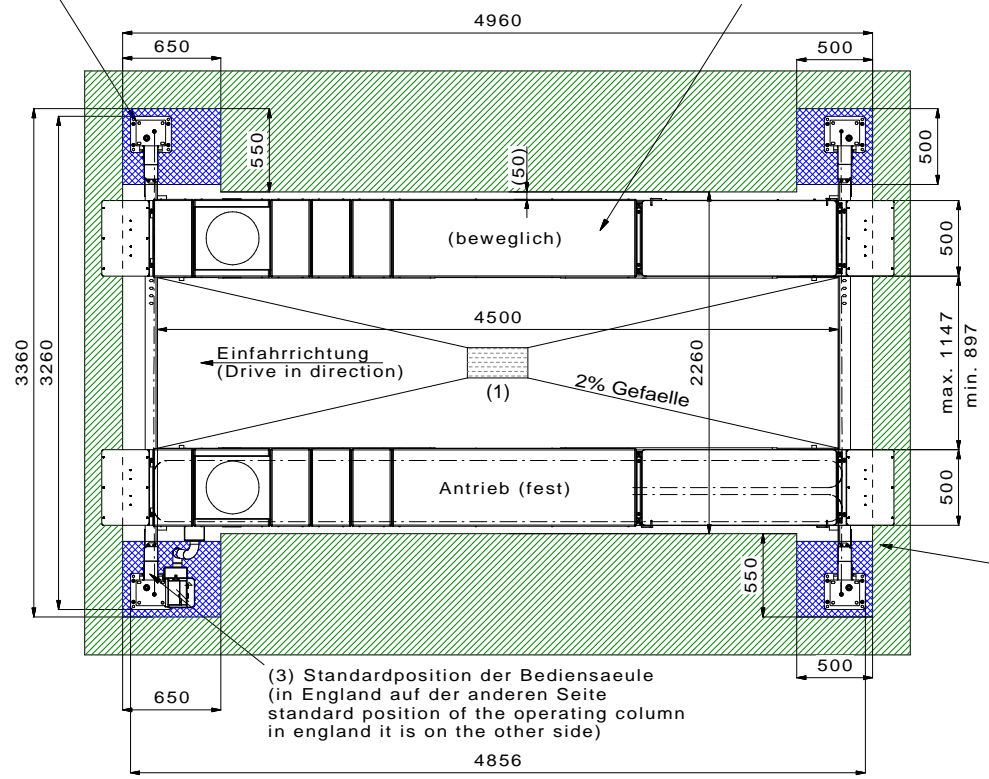 4960
650
500
550
(50)
500
(beweglich)
500
4500
Einfahrrichtung
(Drive in direction)
(1)
2% Gefaelle
2260
max. 1147
min. 897
3360
3260
Antrieb (fest)
500
550
(3) Standardposition der Bediensaeule
(in England auf der anderen Seite
standard position of the operating column
in england it is on the other side)
650
500
4856